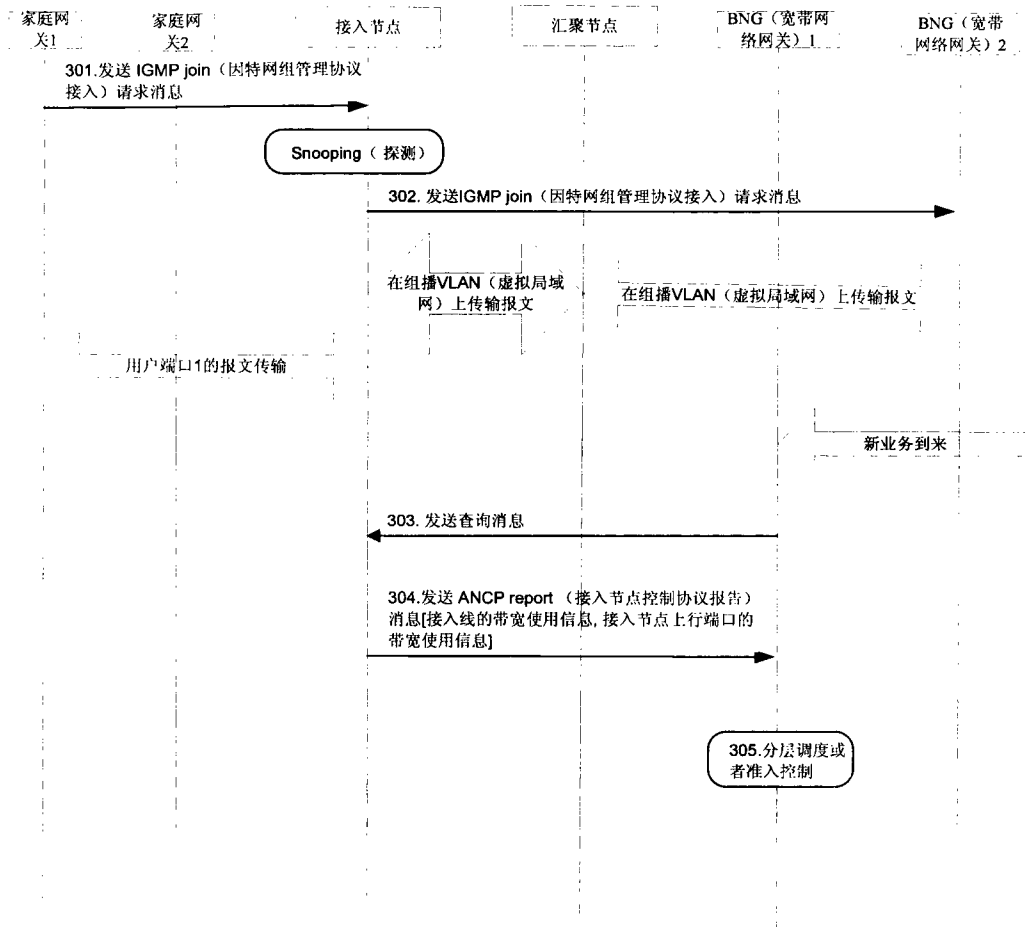 家庭网
关1
家庭网
关2
接入节点
汇聚节点
BNG（宽带网
络网关）1
BNG（宽带
网络网关）2
301.发送 IGMP join（因特网组管理协议
接入）请求消息
Snooping（ 探测）
302. 发送IGMP join（因特网组管理协议接入）请求消息
在组播VLAN（虚拟局域
网）上传输报文
在组播VLAN（虚拟局域网）上传输报文
用户端口1的报文传输
新业务到来
303. 发送查询消息
304.发送 ANCP report （接入节点控制协议报告）
消息[接入线的带宽使用信息, 接入节点上行端口的
带宽使用信息]
305.分层调度或
者准入控制